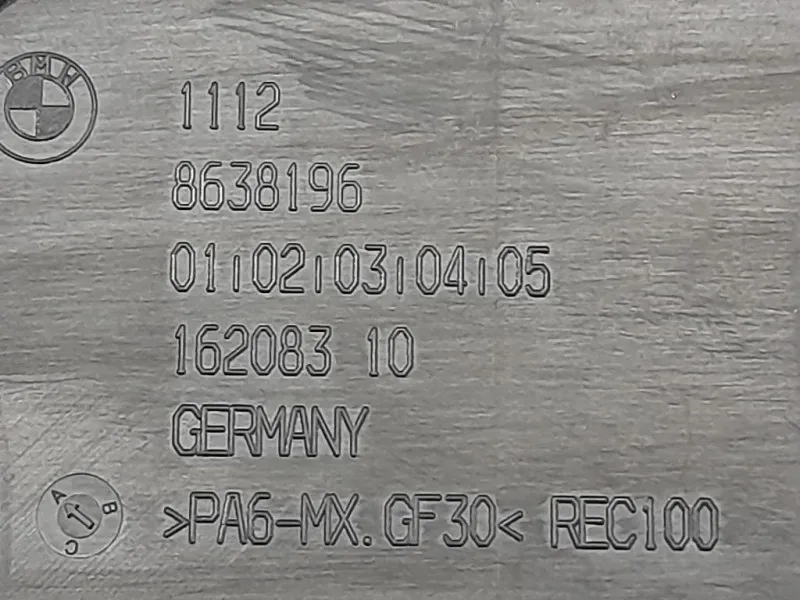 BMW
1112
8638196
01 02 03 04 05
162083 10
GERMANY
A B C
>PA6-MX.GF30< REC100